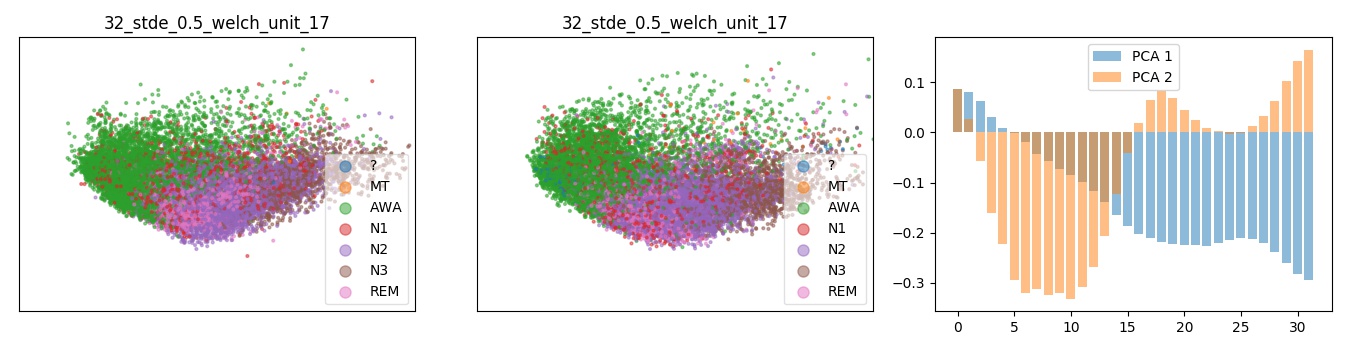 32_stde_0.5_welch_unit_17
?
MT
AWA
N1
N2
N3
REM
32_stde_0.5_welch_unit_17
?
MT
AWA
N1
N2
N3
REM
PCA 1
PCA 2
0.1
0.0
−0.1
−0.2
−0.3
0 5 10 15 20 25 30